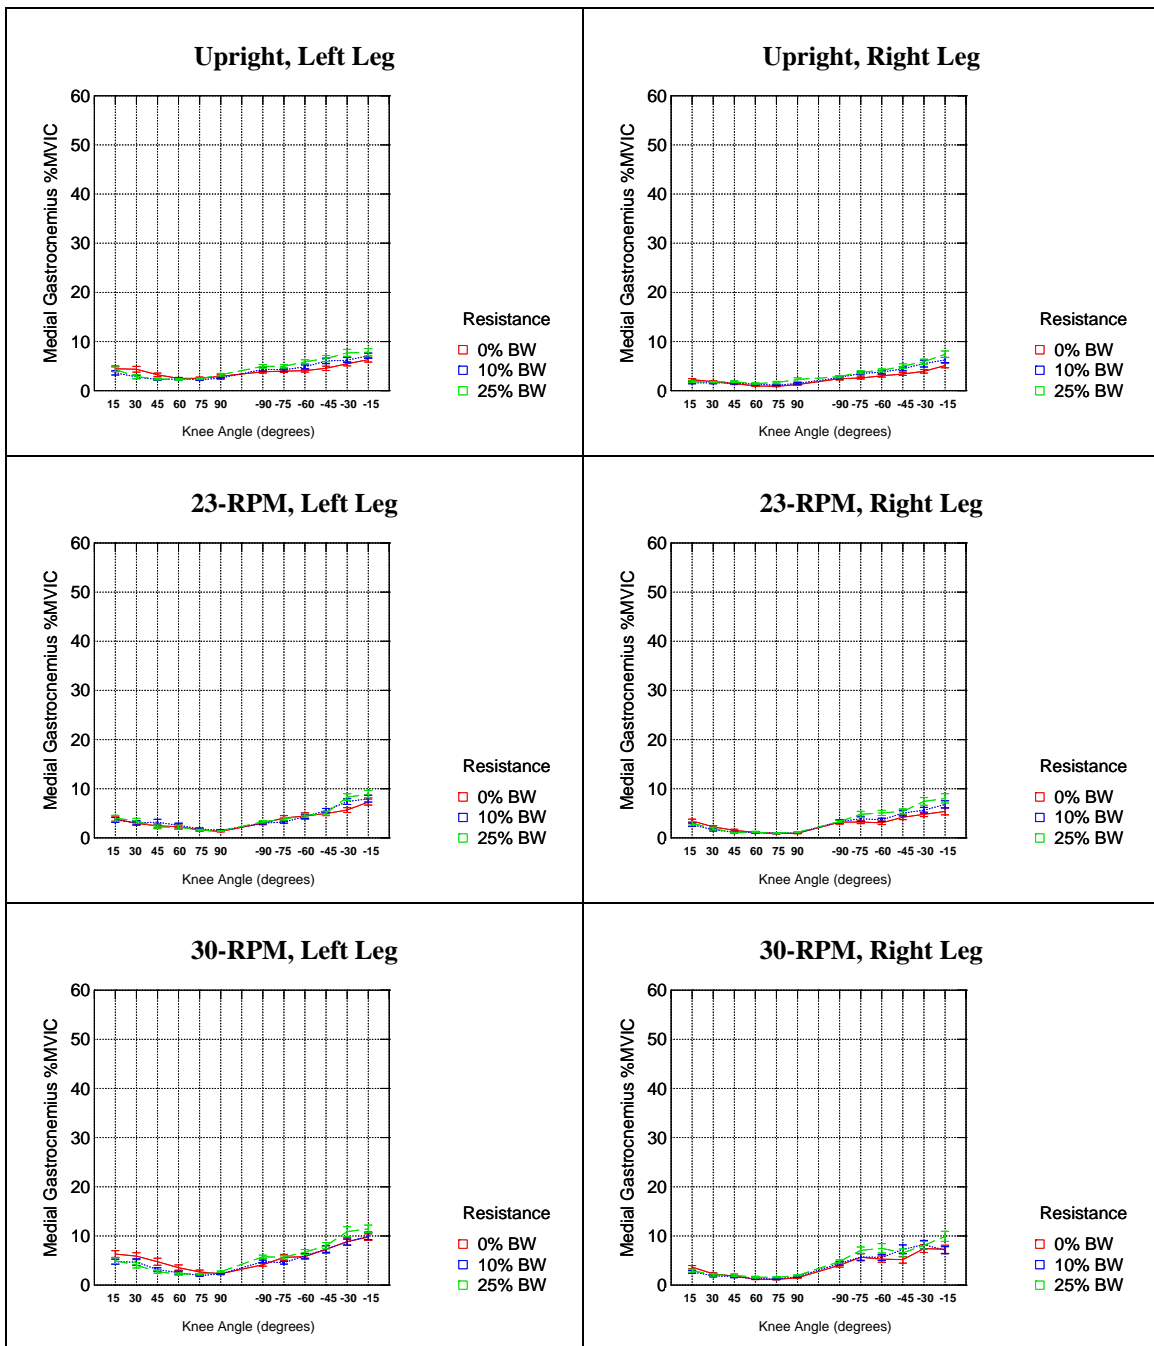 Upright, Left Leg
Medial Gastrocnemius %MVIC
60
50
40
30
20
10
0
15 30 45 60 75 90 -90 -75 -60 -45 -30 -15
Knee Angle (degrees)
Resistance
0% BW
10% BW
25% BW
Upright, Right Leg
Medial Gastrocnemius %MVIC
60
50
40
30
20
10
0
15 30 45 60 75 90 -90 -75 -60 -45 -30 -15
Knee Angle (degrees)
Resistance
0% BW
10% BW
25% BW
23-RPM, Left Leg
Medial Gastrocnemius %MVIC
60
50
40
30
20
10
0
15 30 45 60 75 90 -90 -75 -60 -45 -30 -15
Knee Angle (degrees)
Resistance
0% BW
10% BW
25% BW
23-RPM, Right Leg
Medial Gastrocnemius %MVIC
60
50
40
30
20
10
0
15 30 45 60 75 90 -90 -75 -60 -45 -30 -15
Knee Angle (degrees)
Resistance
0% BW
10% BW
25% BW
30-RPM, Left Leg
Medial Gastrocnemius %MVIC
60
50
40
30
20
10
0
15 30 45 60 75 90 -90 -75 -60 -45 -30 -15
Knee Angle (degrees)
Resistance
0% BW
10% BW
25% BW
30-RPM, Right Leg
Medial Gastrocnemius %MVIC
60
50
40
30
20
10
0
15 30 45 60 75 90 -90 -75 -60 -45 -30 -15
Knee Angle (degrees)
Resistance
0% BW
10% BW
25% BW